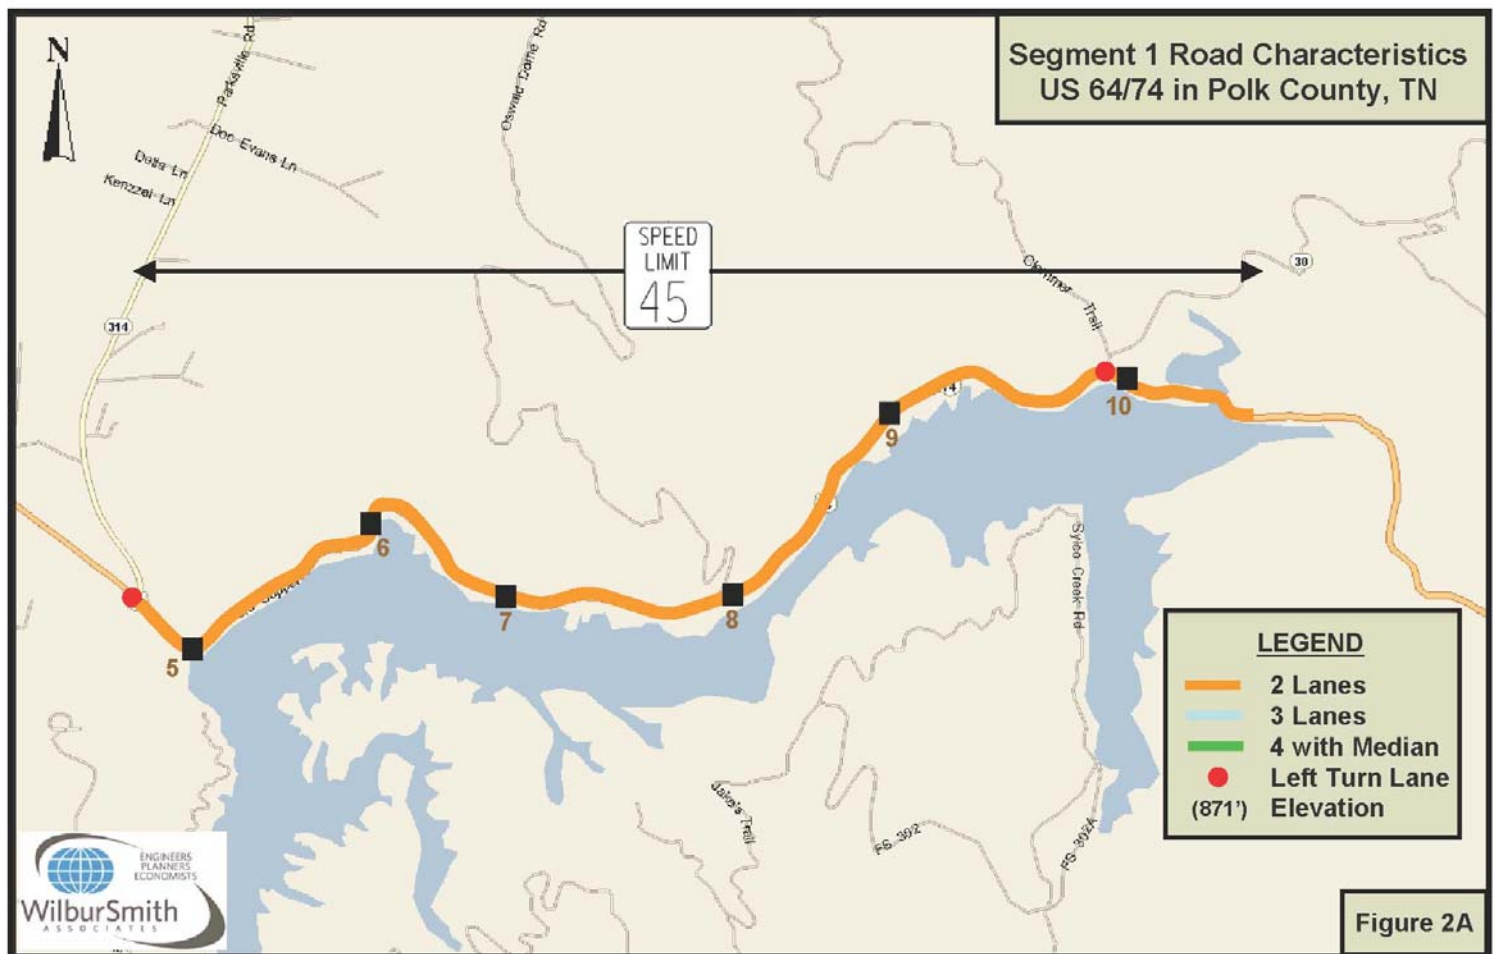 N
Segment 1 Road Characteristics
US 64/74 in Polk County, TN
Parksville Rd
Oswald Dome Rd
Doc Evans Ln
Delta Ln
Kenzzel Ln
SPEED
LIMIT
45
Clemmer Trail
30
314
10
9
6
7
8
5
Sylco Creek Rd
LEGEND
2 Lanes
3 Lanes
4 with Median
Left Turn Lane
(871') Elevation
Jake's Trail
FS 302
FS 302A
ENGINEERS
PLANNERS
ECONOMISTS
WilburSmith
ASSOCIATES
Figure 2A